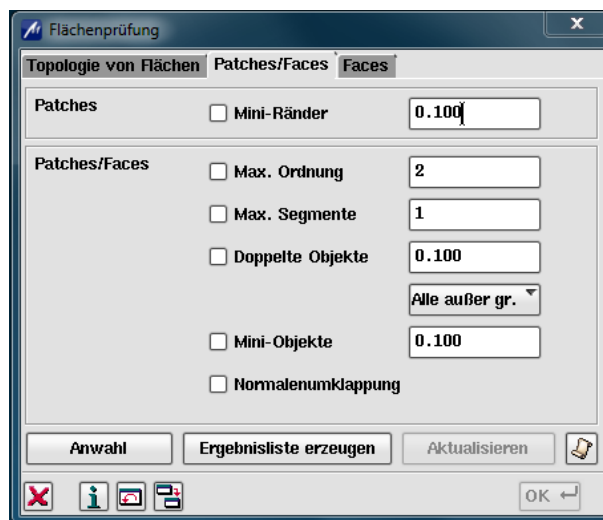 Flächenprüfung
Topologie von Flächen Patches/Faces Faces
Patches Mini-Ränder 0.100
Patches/Faces Max. Ordnung 2
Max. Segmente 1
Doppelte Objekte 0.100
Alle außer gr.
Mini-Objekte 0.100
Normalenumklappung
Anwahl Ergebnisliste erzeugen Aktualisieren
OK